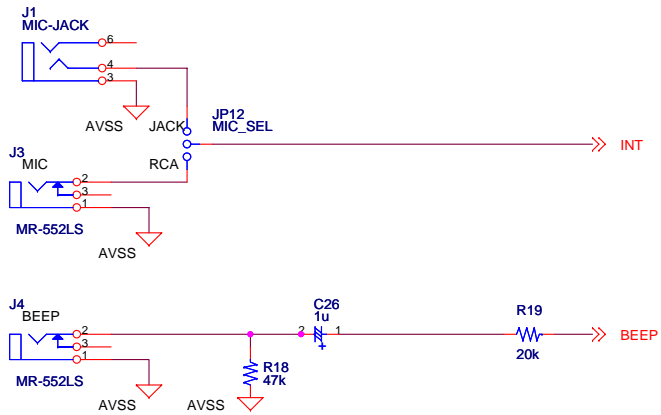 J1
MIC-JACK
6
4
3
AVSS
JACK
JP12
MIC_SEL
INT
J3
MIC
RCA
2
3
1
MR-552LS
AVSS
J4
BEEP
2
3
1
MR-552LS
AVSS
C26
1u
2
1
R19
20k
BEEP
R18
47k
AVSS